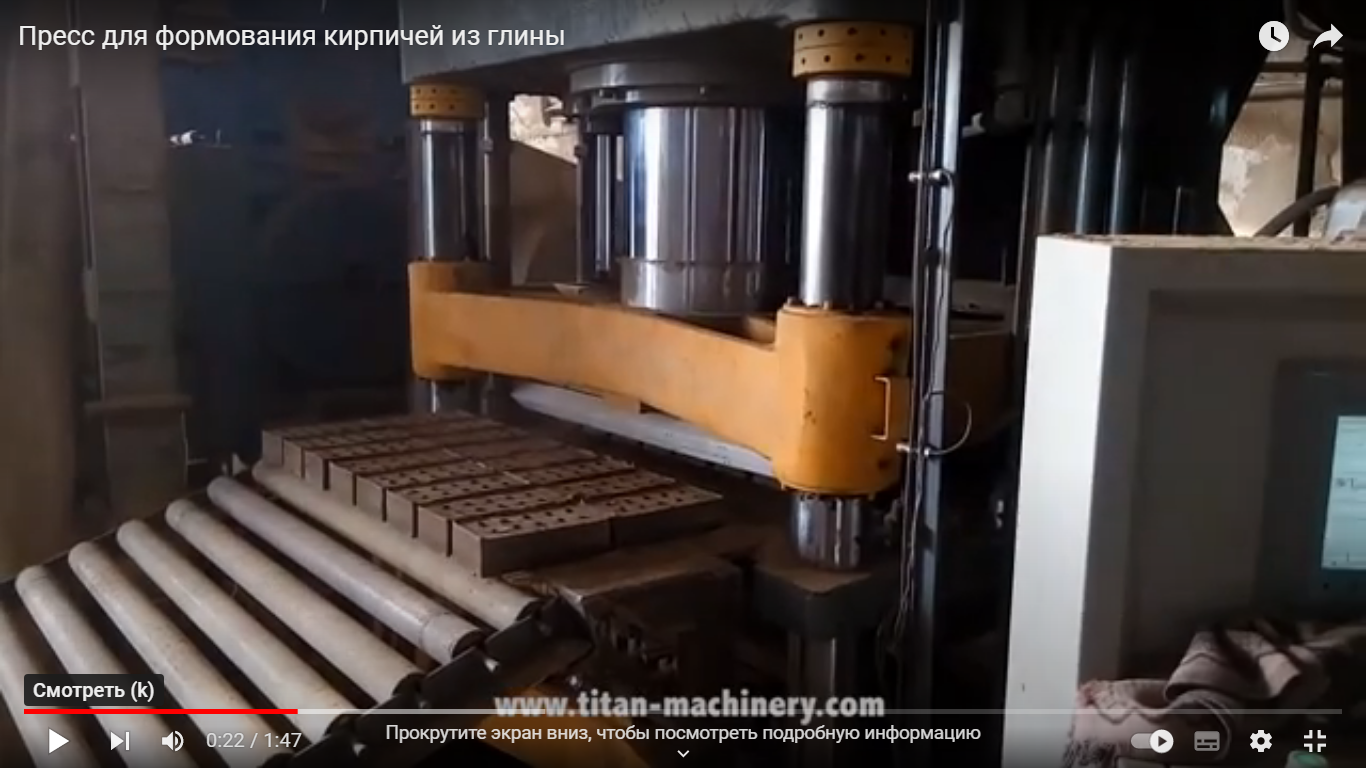 Пресс для формования кирпичей из глины
Смотреть (k)
www.titan-machinery.com
0:22 / 1:47
Прокрутите экран вниз, чтобы посмотреть подробную информацию